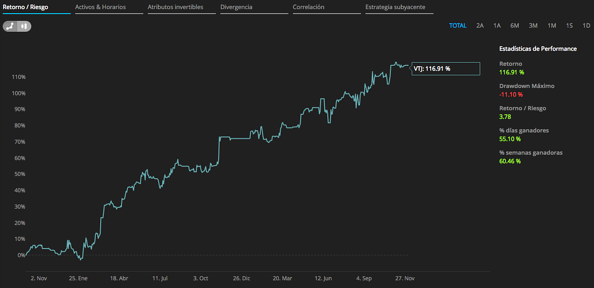 Retorno / Riesgo
Activos & Horarios
Atributos invertibles
Divergencia
Correlación
Estrategia subyacente
TOTAL 2A 1A 6M 3M 1M 1S 1D
Estadísticas de Performance
Retorno
116.91 %
Drawdown Máximo
-11.10 %
Retorno / Riesgo
3.78
% días ganadores
55.10 %
% semanas ganadoras
60.46 %
VTJ: 116.91 %
110%
100%
90%
80%
70%
60%
50%
40%
30%
20%
10%
0%
2. Nov
25. Ene
18. Abr
11. Jul
3. Oct
26. Dic
20. Mar
12. Jun
4. Sep
27. Nov